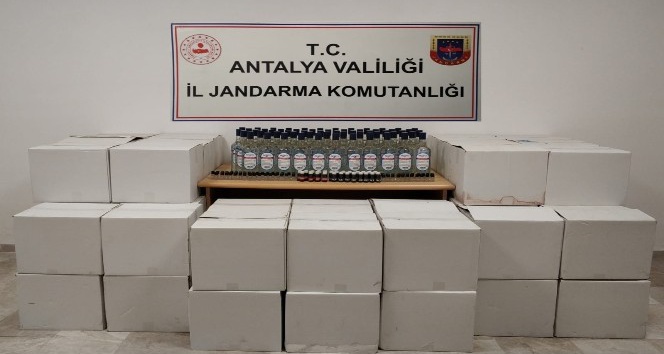 T.C.
ANTALYA VALİLİĞİ
İL JANDARMA KOMUTANLIĞI